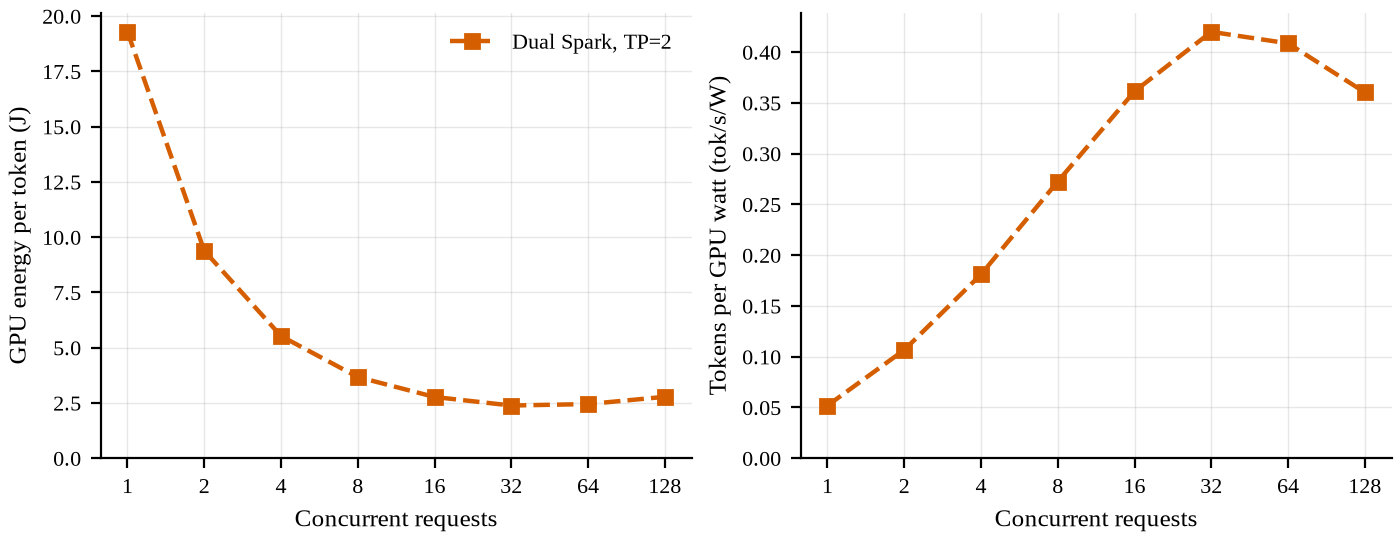 GPU energy per token (J)
20.0
17.5
15.0
12.5
10.0
7.5
5.0
2.5
0.0
Dual Spark, TP=2
1 2 4 8 16 32 64 128
Concurrent requests
Tokens per GPU watt (tok/s/W)
0.40
0.35
0.30
0.25
0.20
0.15
0.10
0.05
0.00
1 2 4 8 16 32 64 128
Concurrent requests